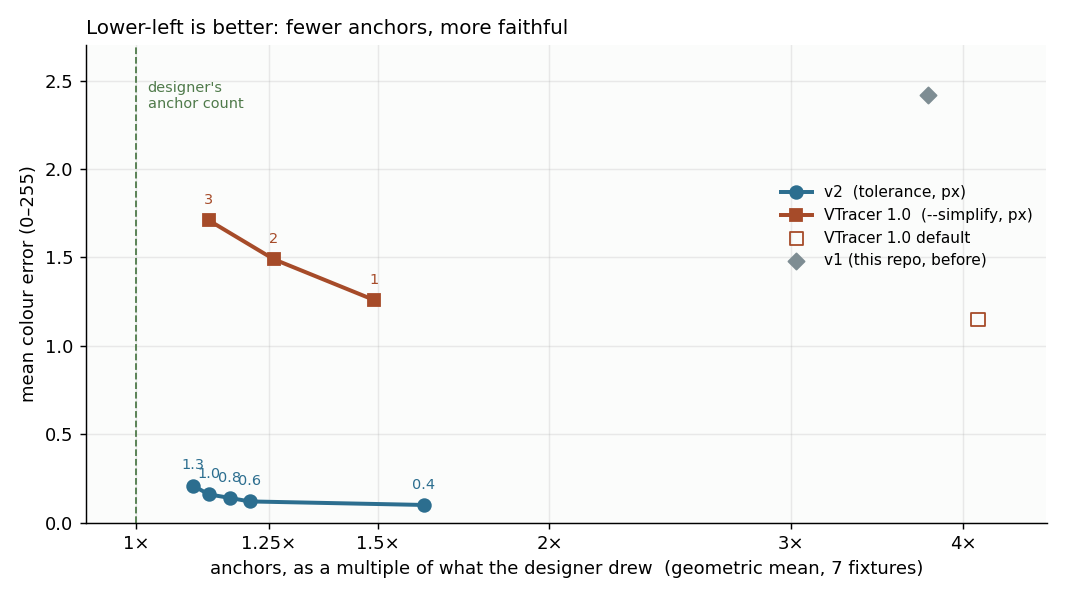 Lower-left is better: fewer anchors, more faithful
mean colour error (0–255)
2.5
2.0
1.5
1.0
0.5
0.0
designer's
anchor count
3
2
1
1.3
1.0
0.8
0.6
0.4
v2  (tolerance, px)
VTracer 1.0  (--simplify, px)
VTracer 1.0 default
v1 (this repo, before)
1×
1.25×
1.5×
2×
3×
4×
anchors, as a multiple of what the designer drew  (geometric mean, 7 fixtures)